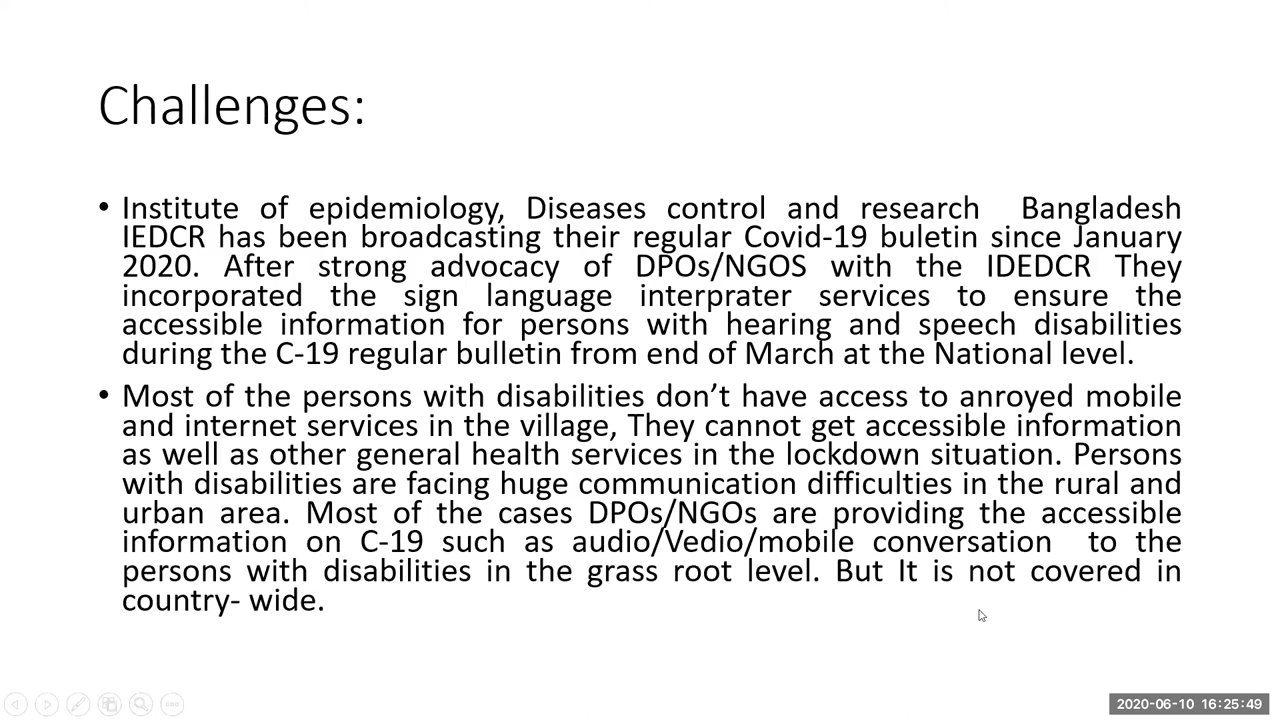 Challenges:
• Institute of epidemiology, Diseases control and research Bangladesh
IEDCR has been broadcasting their regular Covid-19 buletin since January
2020. After strong advocacy of DPOs/NGOS with the IDEDCR They
incorporated the sign language interprater services to ensure the
accessible information for persons with hearing and speech disabilities
during the C-19 regular bulletin from end of March at the National level.
• Most of the persons with disabilities don’t have access to anroyed mobile
and internet services in the village, They cannot get accessible information
as well as other general health services in the lockdown situation. Persons
with disabilities are facing huge communication difficulties in the rural and
urban area. Most of the cases DPOs/NGOs are providing the accessible
information on C-19 such as audio/Vedio/mobile conversation to the
persons with disabilities in the grass root level. But It is not covered in
country- wide.
2020-06-10 16:25:49